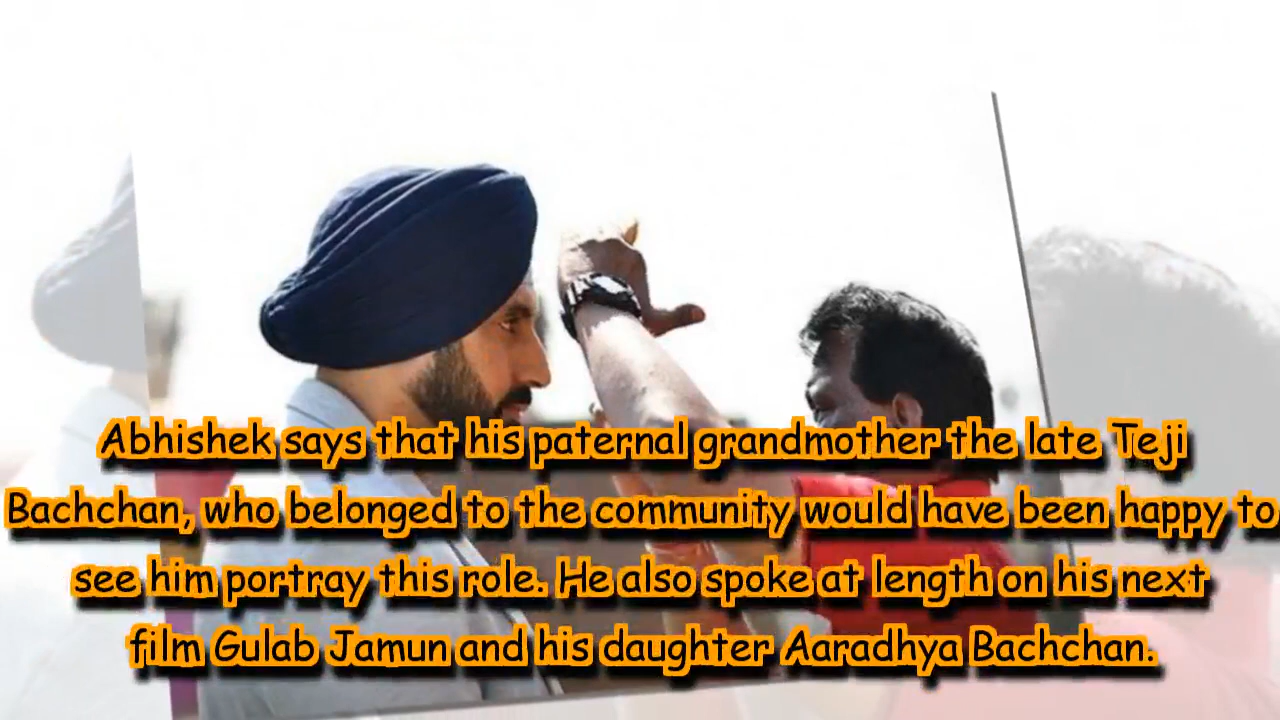 Abhishek says that his paternal grandmother the late Teji
Bachchan, who belonged to the community would have been happy to
see him portray this role. He also spoke at length on his next
film Gulab Jamun and his daughter Aaradhya Bachchan.